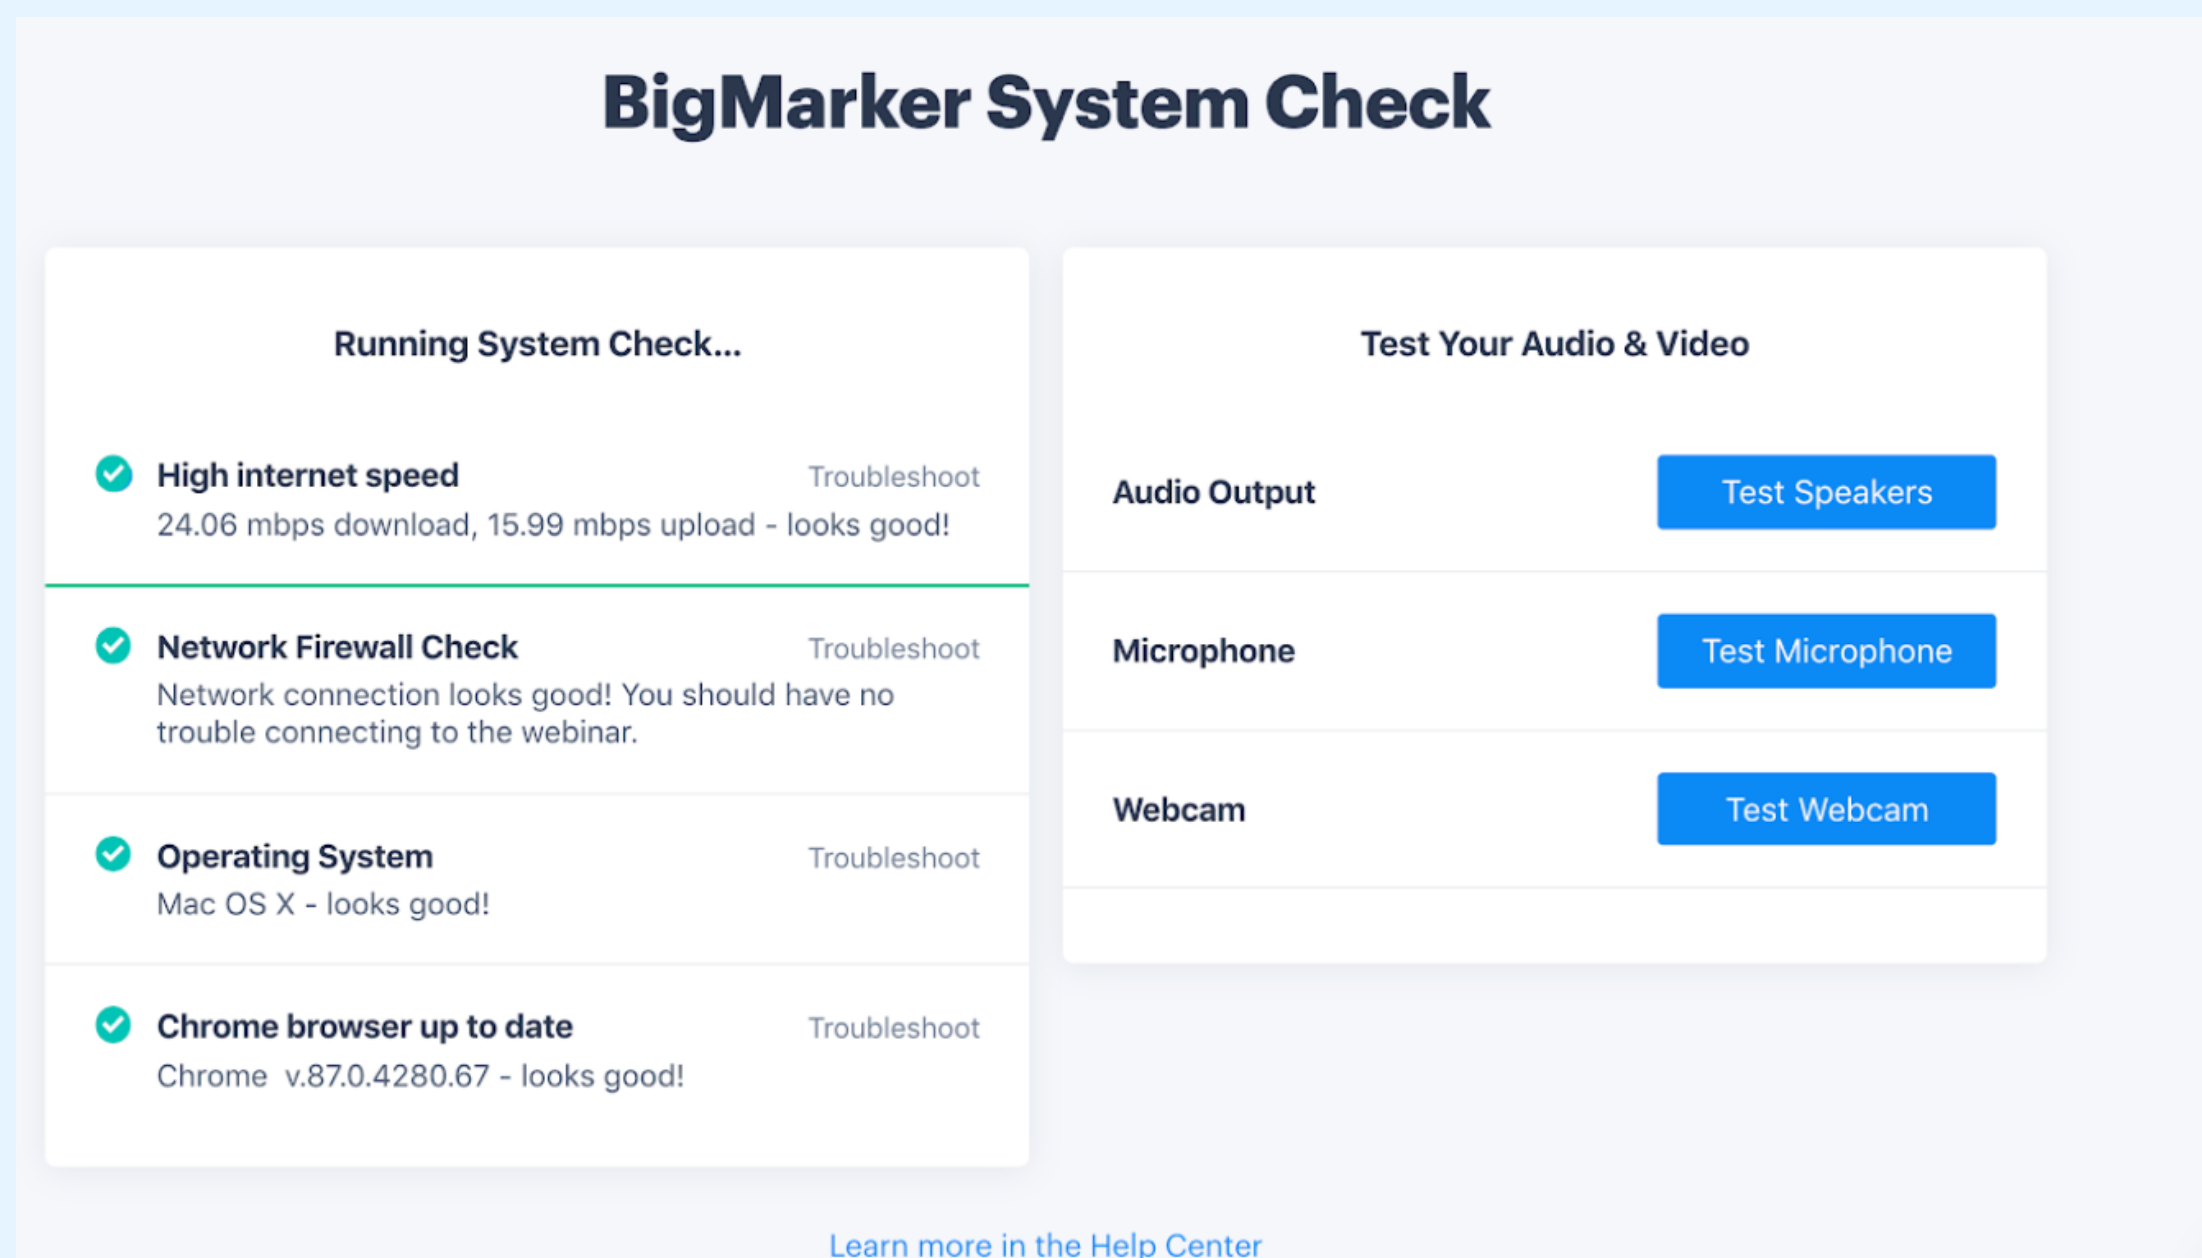 BigMarker System Check
Running System Check...
High internet speed
Troubleshoot
24.06 mbps download, 15.99 mbps upload - looks good!
Network Firewall Check
Troubleshoot
Network connection looks good! You should have no
trouble connecting to the webinar.
Operating System
Troubleshoot
Mac OS X - looks good!
Chrome browser up to date
Troubleshoot
Chrome  v.87.0.4280.67 - looks good!
Test Your Audio & Video
Audio Output
Test Speakers
Microphone
Test Microphone
Webcam
Test Webcam
Learn more in the Help Center